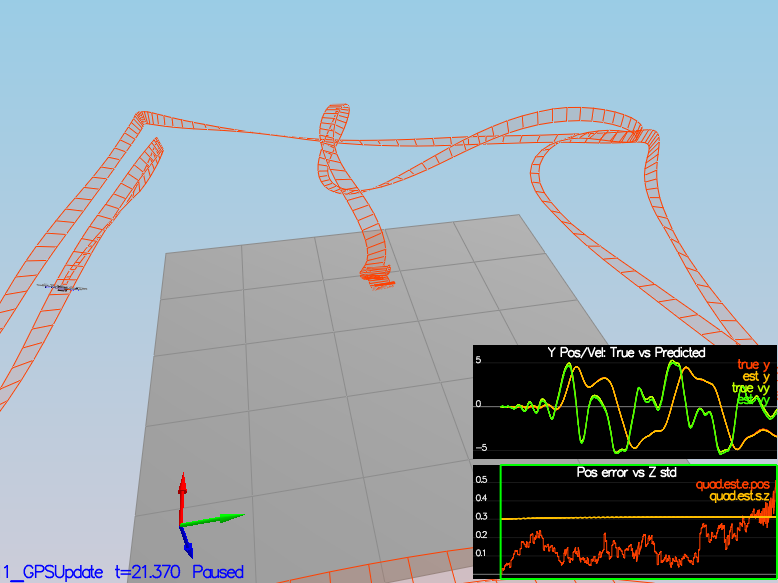 Y Pos/Vel: True vs Predicted
5
true y
est y
true vy
est vy
0
-5
Pos error vs Z std
0.5
quad.est.e.pos
quad.est.s.z
0.4
0.3
0.2
0.1
1_GPSUpdate t=21.370 Paused